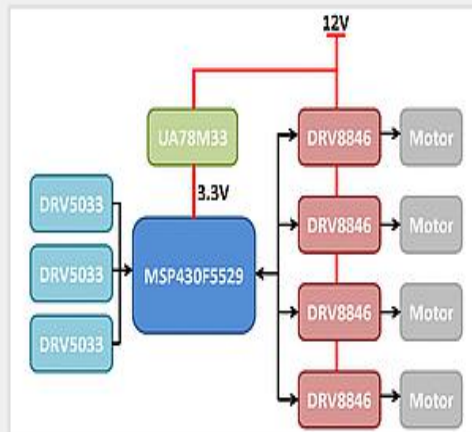 12V
UA78M33
DRV8846
Motor
3.3V
DRV5033
DRV8846
Motor
DRV5033
MSP430F5529
DRV8846
Motor
DRV5033
DRV8846
Motor